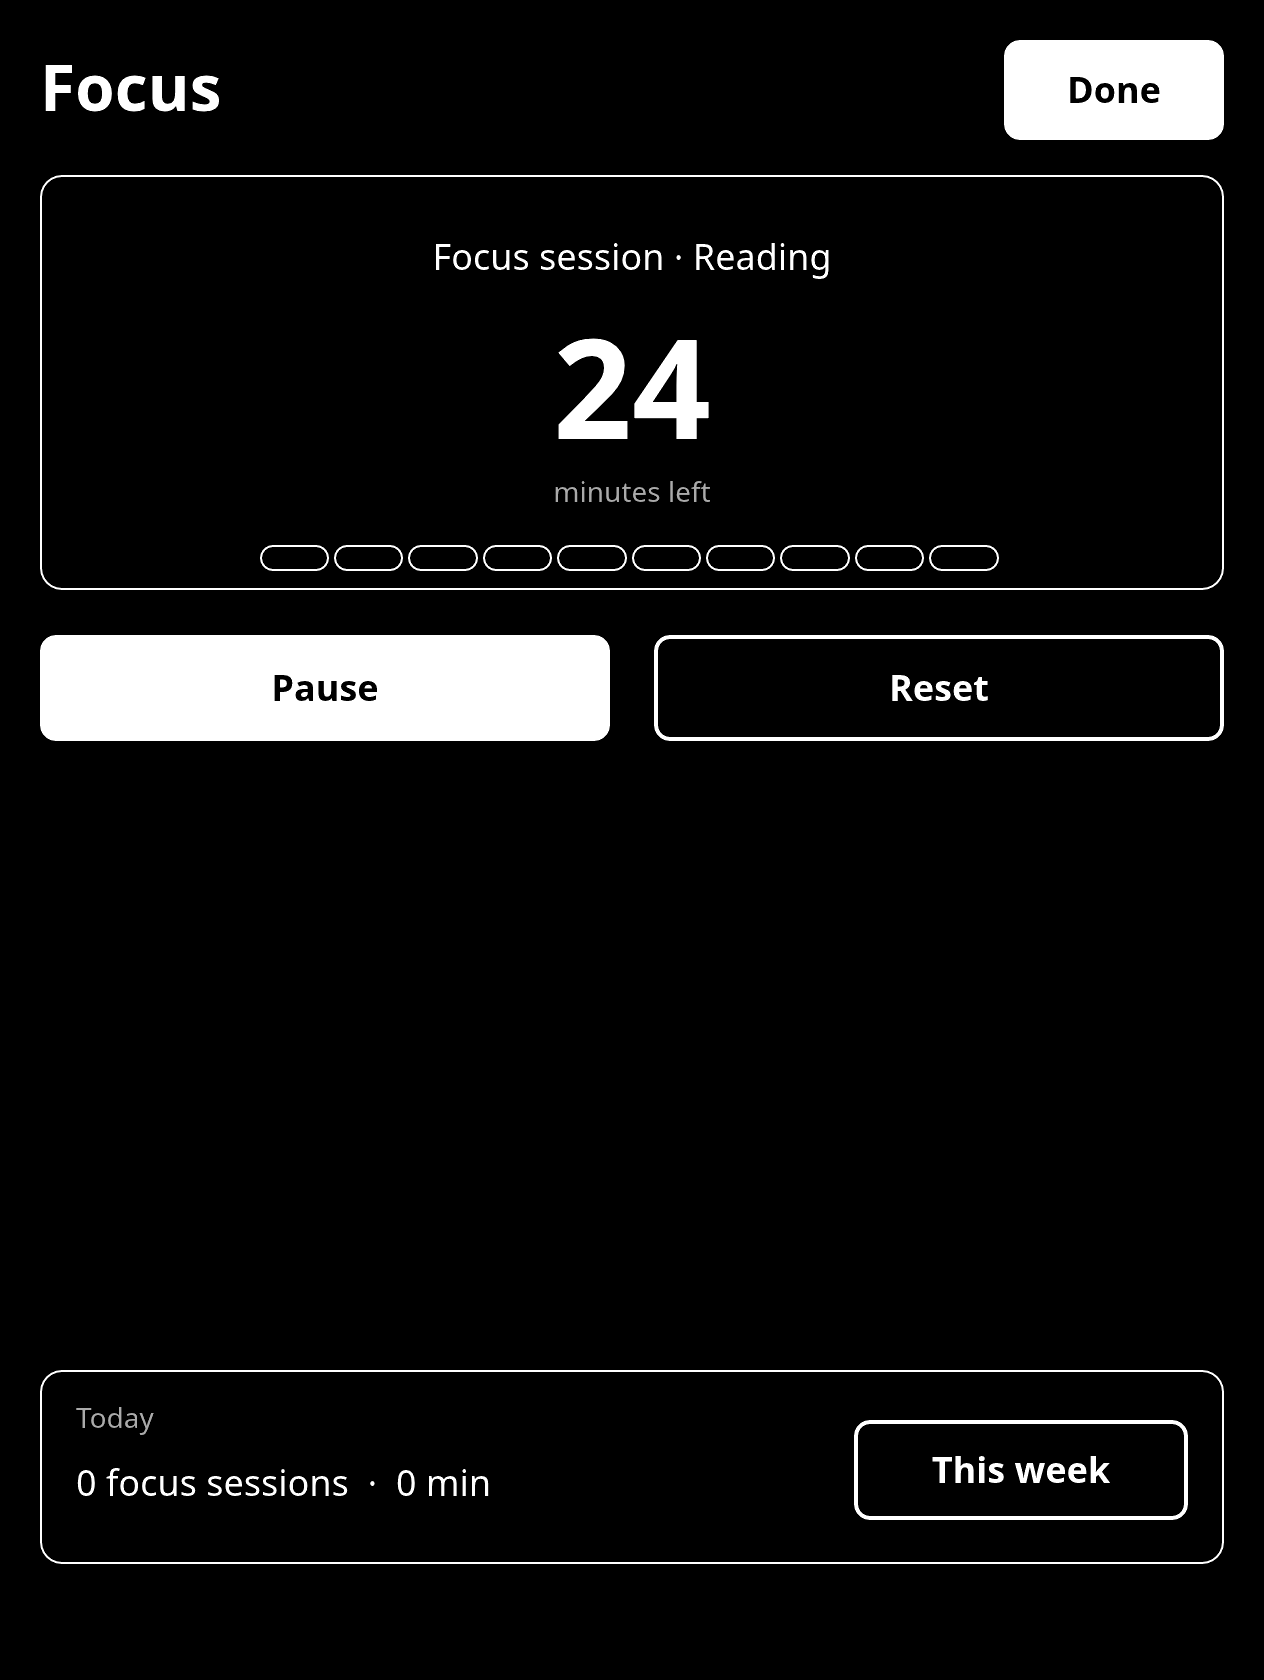 Focus
Done
Focus session · Reading
24
minutes left
Pause
Reset
Today
0 focus sessions · 0 min
This week